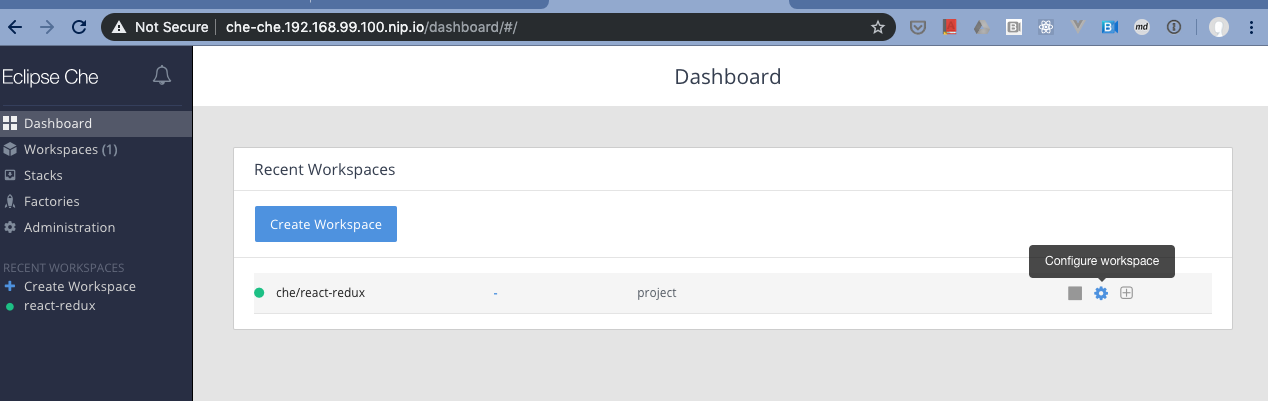 Not Secure che-che.192.168.99.100.nip.io/dashboard/#/
B md B
Eclipse Che
Dashboard
Dashboard
Workspaces (1)
Stacks
Factories
Administration
RECENT WORKSPACES
Create Workspace
react-redux
Recent Workspaces
Create Workspace
Configure workspace
che/react-redux - project